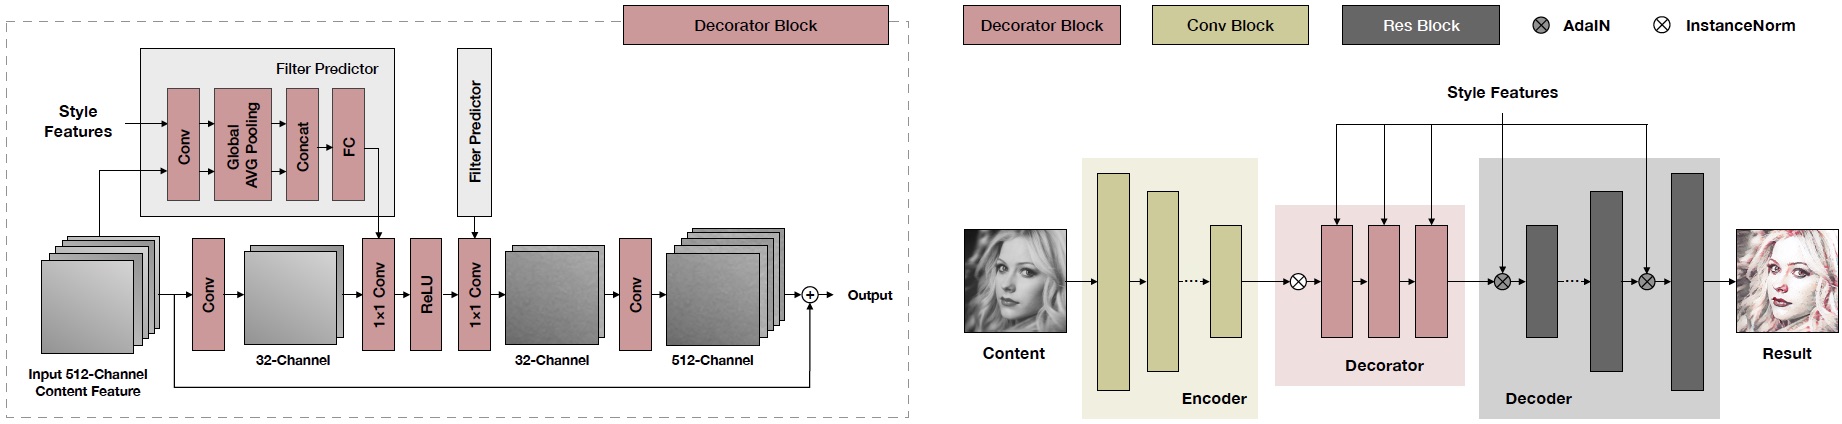 Decorator Block
Filter Predictor
Style
Features
Conv
Global
AVG Pooling
Concat
FC
Filter Predictor
Conv
1×1 Conv
ReLU
1×1 Conv
Conv
Output
32-Channel
32-Channel
512-Channel
Input 512-Channel
Content Feature
Decorator Block
Conv Block
Res Block
AdaIN
InstanceNorm
Style Features
Content
Encoder
Decorator
Decoder
Result